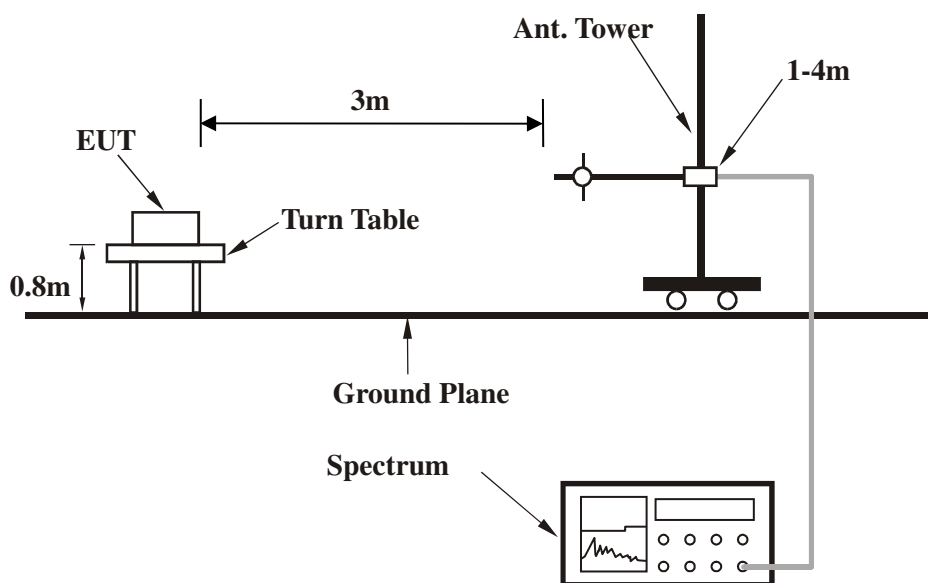 Ant. Tower
1-4m
3m
EUT
Turn Table
0.8m
Ground Plane
Spectrum